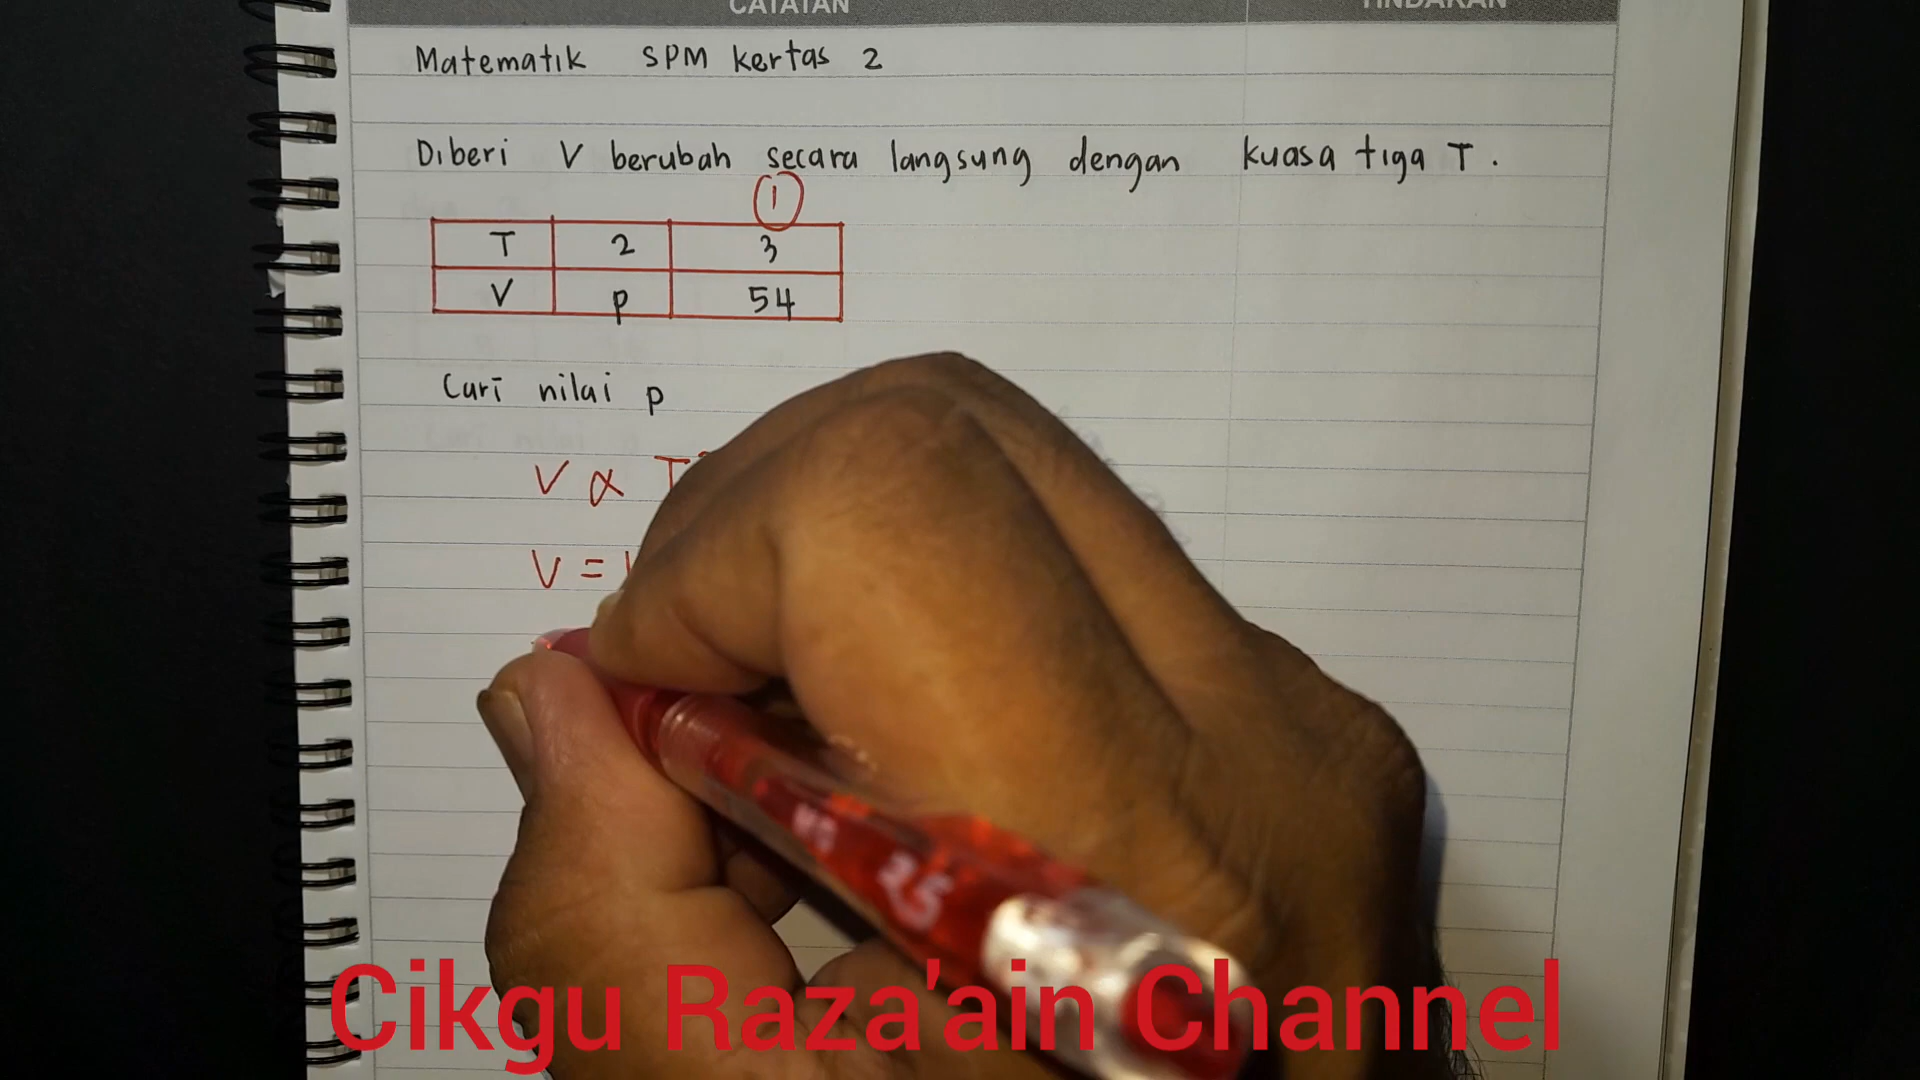 CATATAN TINDAKAN
Matematik SPM kertas 2
Diberi V berubah secara langsung dengan kuasa tiga T.
1
T 2 3
V p 54
Cari nilai p
V ∝ T
V =
Cikgu Raza'ain Channel